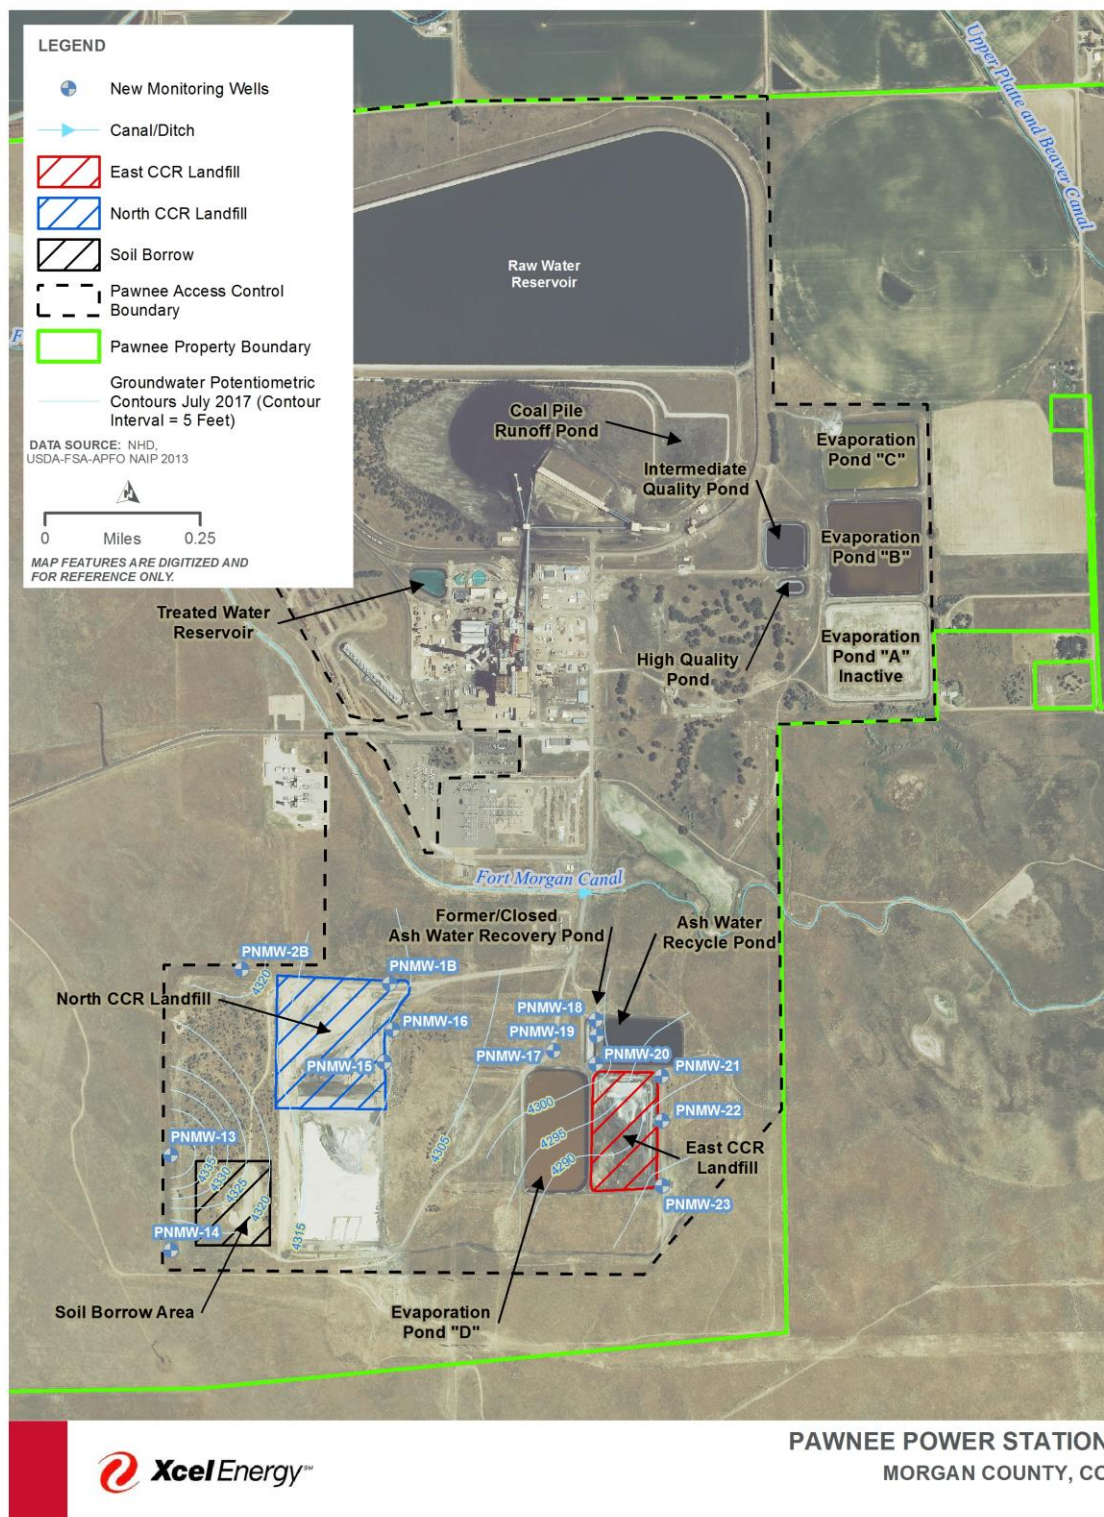 LEGEND
New Monitoring Wells
Canal/Ditch
East CCR Landfill
North CCR Landfill
Soil Borrow
Pawnee Access Control
Boundary
Pawnee Property Boundary
Groundwater Potentiometric
Contours July 2017 (Contour
Interval = 5 Feet)
DATA SOURCE: NHD,
USDA-FSA-APFO NAIP 2013
0 Miles 0.25
MAP FEATURES ARE DIGITIZED AND
FOR REFERENCE ONLY.
Upper Platte and Beaver Canal
Raw Water
Reservoir
Coal Pile
Runoff Pond
Intermediate
Quality Pond
Evaporation
Pond "C"
Evaporation
Pond "B"
Evaporation
Pond "A"
Inactive
Treated Water
Reservoir
High Quality
Pond
Fort Morgan Canal
Former/Closed
Ash Water Recovery Pond
Ash Water
Recycle Pond
PNMW-2B
PNMW-1B
4320
North CCR Landfill
PNMW-16
PNMW-15
PNMW-18
PNMW-19
PNMW-17
PNMW-20
PNMW-21
PNMW-22
PNMW-23
4300
4295
4290
4305
East CCR
Landfill
PNMW-13
4335
4330
4325
4320
4315
PNMW-14
Soil Borrow Area
Evaporation
Pond "D"
XcelEnergy℠
PAWNEE POWER STATION
MORGAN COUNTY, CO